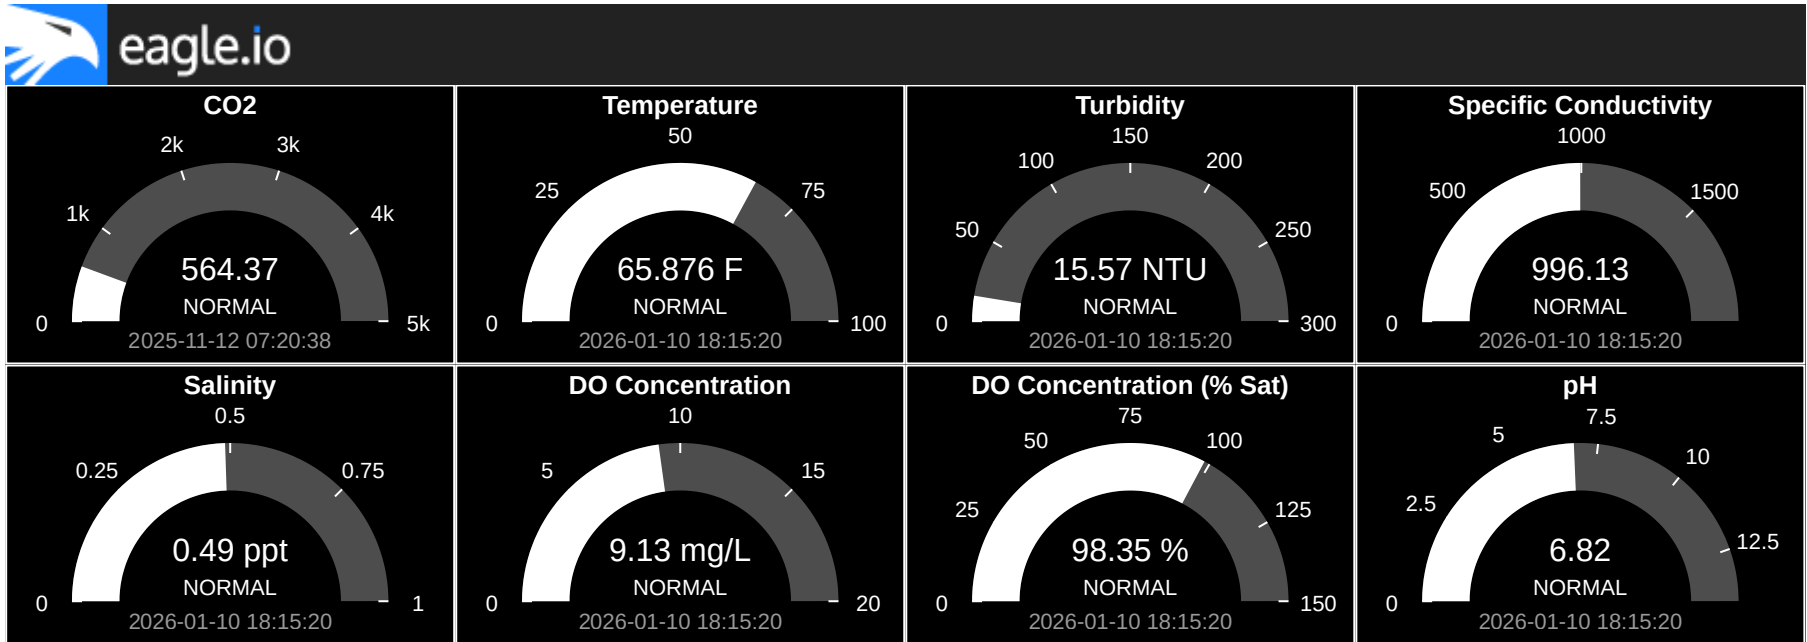 eagle.io
CO2
0
1k
2k
3k
4k
5k
564.37
NORMAL
2025-11-12 07:20:38
Temperature
0
25
50
75
100
65.876 F
NORMAL
2026-01-10 18:15:20
Turbidity
0
50
100
150
200
250
300
15.57 NTU
NORMAL
2026-01-10 18:15:20
Specific Conductivity
0
500
1000
1500
996.13
NORMAL
2026-01-10 18:15:20
Salinity
0
0.25
0.5
0.75
1
0.49 ppt
NORMAL
2026-01-10 18:15:20
DO Concentration
0
5
10
15
20
9.13 mg/L
NORMAL
2026-01-10 18:15:20
DO Concentration (% Sat)
0
25
50
75
100
125
150
98.35 %
NORMAL
2026-01-10 18:15:20
pH
0
2.5
5
7.5
10
12.5
6.82
NORMAL
2026-01-10 18:15:20